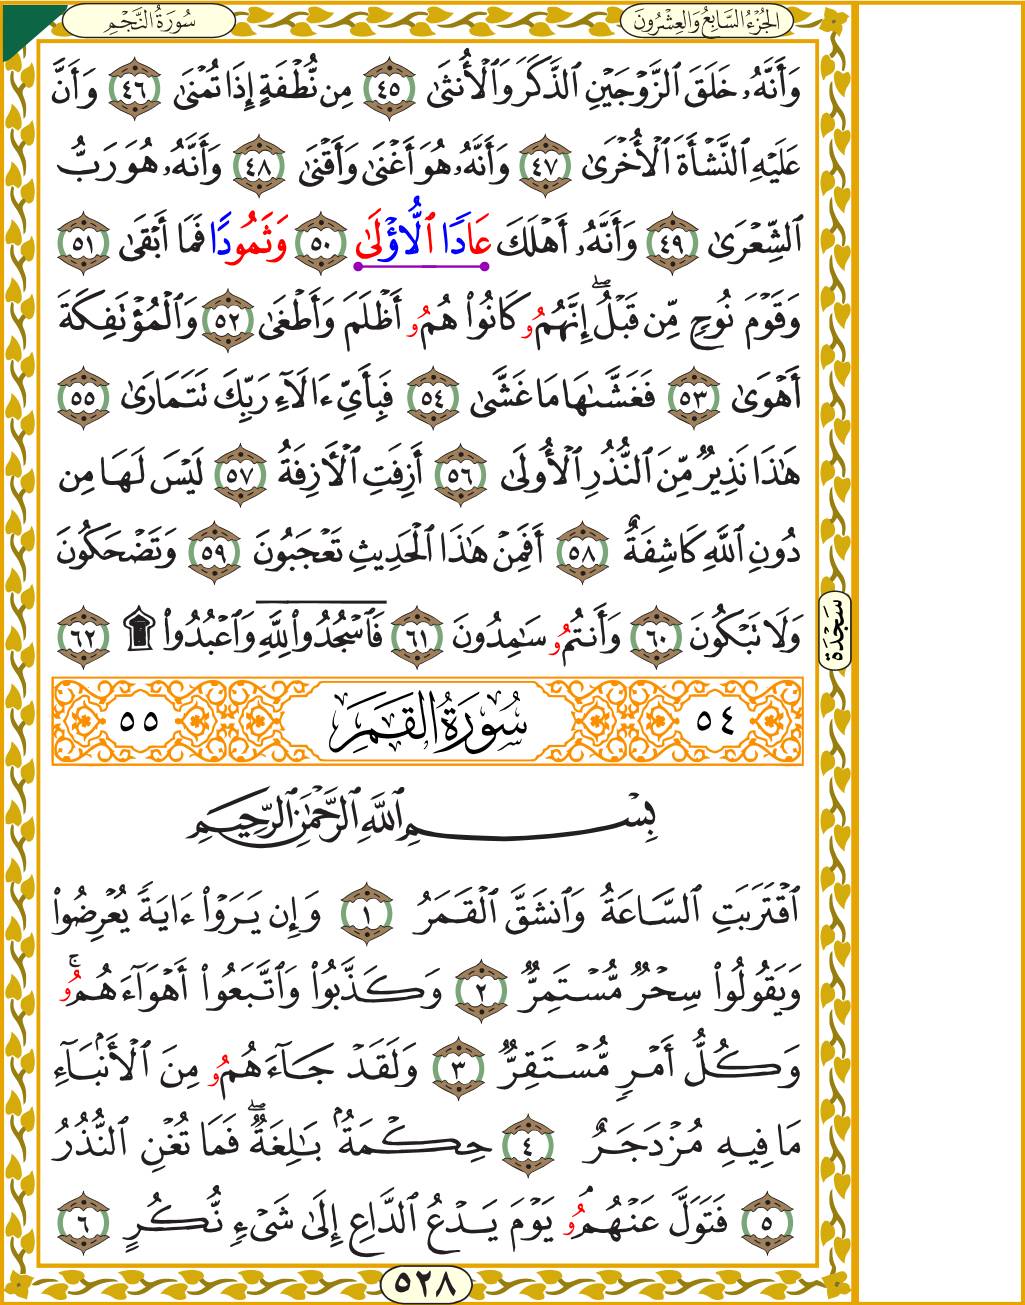 الجُزْءُ السَّابِعُ وَالعِشْرُونَ
سُورَةُ النَّجْمِ
وَأَنَّهُۥ خَلَقَ ٱلزَّوْجَيْنِ ٱلذَّكَرَ وَٱلْأُنثَىٰ ٤٥ مِن نُّطْفَةٍ إِذَا تُمْنَىٰ ٤٦ وَأَنَّ
عَلَيْهِ ٱلنَّشْأَةَ ٱلْأُخْرَىٰ ٤٧ وَأَنَّهُۥ هُوَ أَغْنَىٰ وَأَقْنَىٰ ٤٨ وَأَنَّهُۥ هُوَ رَبُّ
ٱلشِّعْرَىٰ ٤٩ وَأَنَّهُۥ أَهْلَكَ عَادًا ٱلُّاؤْلَىٰ ٥٠ وَثَمُودًا فَمَا أَبْقَىٰ ٥١
وَقَوْمَ نُوحٍ مِّن قَبْلُ ۖ إِنَّهُمُۥ كَانُوا۟ هُمُۥ أَظْلَمَ وَأَطْغَىٰ ٥٢ وَٱلْمُؤْتَفِكَةَ
أَهْوَىٰ ٥٣ فَغَشَّىٰهَا مَا غَشَّىٰ ٥٤ فَبِأَىِّ ءَالَآءِ رَبِّكَ تَتَمَارَىٰ ٥٥
هَٰذَا نَذِيرٌ مِّنَ ٱلنُّذُرِ ٱلْأُولَىٰ ٥٦ أَزِفَتِ ٱلْأَزِفَةُ ٥٧ لَيْسَ لَهَا مِن
دُونِ ٱللَّهِ كَاشِفَةٌ ٥٨ أَفَمِنْ هَٰذَا ٱلْحَدِيثِ تَعْجَبُونَ ٥٩ وَتَضْحَكُونَ
وَلَا تَبْكُونَ ٦٠ وَأَنتُمُۥ سَٰمِدُونَ ٦١ فَٱسْجُدُوا۟ لِلَّهِ وَٱعْبُدُوا۟ ۩ ٦٢
سَجْدَة
٥٤ سُورَةُ القَمَرِ ٥٥
بِسْمِ ٱللَّهِ ٱلرَّحْمَٰنِ ٱلرَّحِيمِ
ٱقْتَرَبَتِ ٱلسَّاعَةُ وَٱنشَقَّ ٱلْقَمَرُ ١ وَإِن يَرَوْا۟ ءَايَةً يُعْرِضُوا۟
وَيَقُولُوا۟ سِحْرٌ مُّسْتَمِرٌّ ٢ وَكَذَّبُوا۟ وَٱتَّبَعُوا۟ أَهْوَآءَهُمُۥ ۚ
وَكُلُّ أَمْرٍ مُّسْتَقِرٌّ ٣ وَلَقَدْ جَآءَهُمُۥ مِنَ ٱلْأَنۢبَآءِ
مَا فِيهِ مُزْدَجَرٌ ٤ حِكْمَةٌۢ بَٰلِغَةٌ ۖ فَمَا تُغْنِ ٱلنُّذُرُ
٥ فَتَوَلَّ عَنْهُمُۥ ۘ يَوْمَ يَدْعُ ٱلدَّاعِ إِلَىٰ شَىْءٍ نُّكُرٍ ٦
٥٢٨